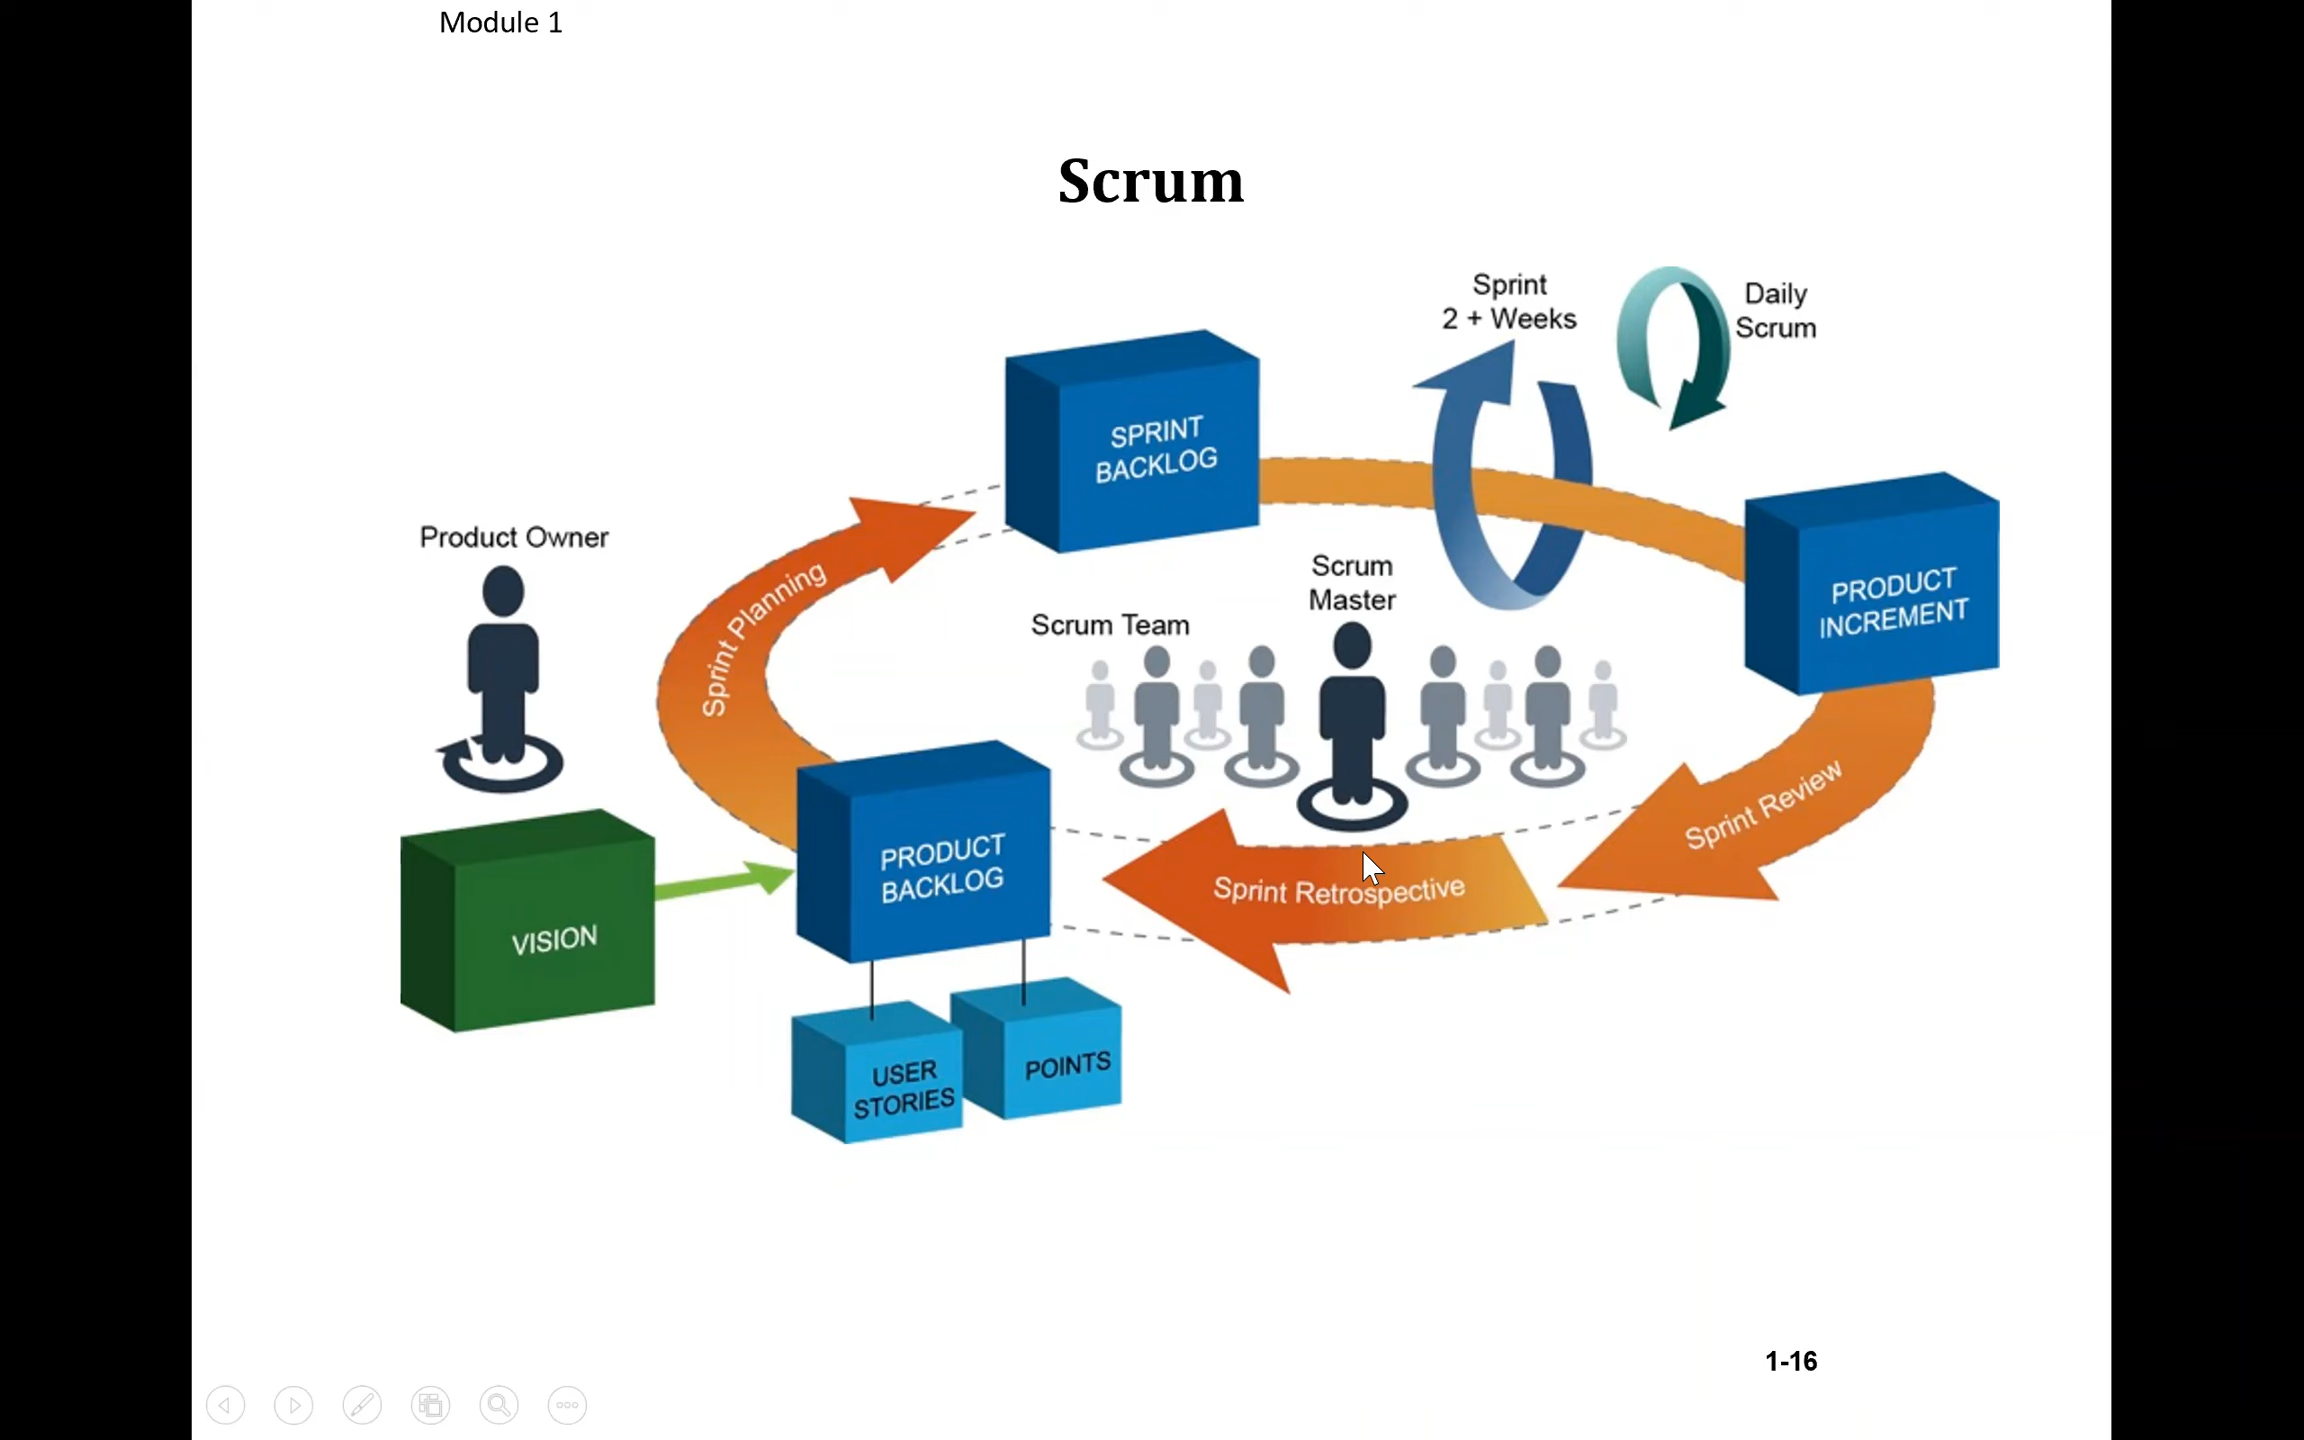 Module 1
Scrum
Sprint
2 + Weeks
Daily
Scrum
SPRINT
BACKLOG
Product Owner
Sprint Planning
Scrum
Master
Scrum Team
PRODUCT
INCREMENT
Sprint Review
Sprint Retrospective
PRODUCT
BACKLOG
VISION
USER
STORIES
POINTS
1-16